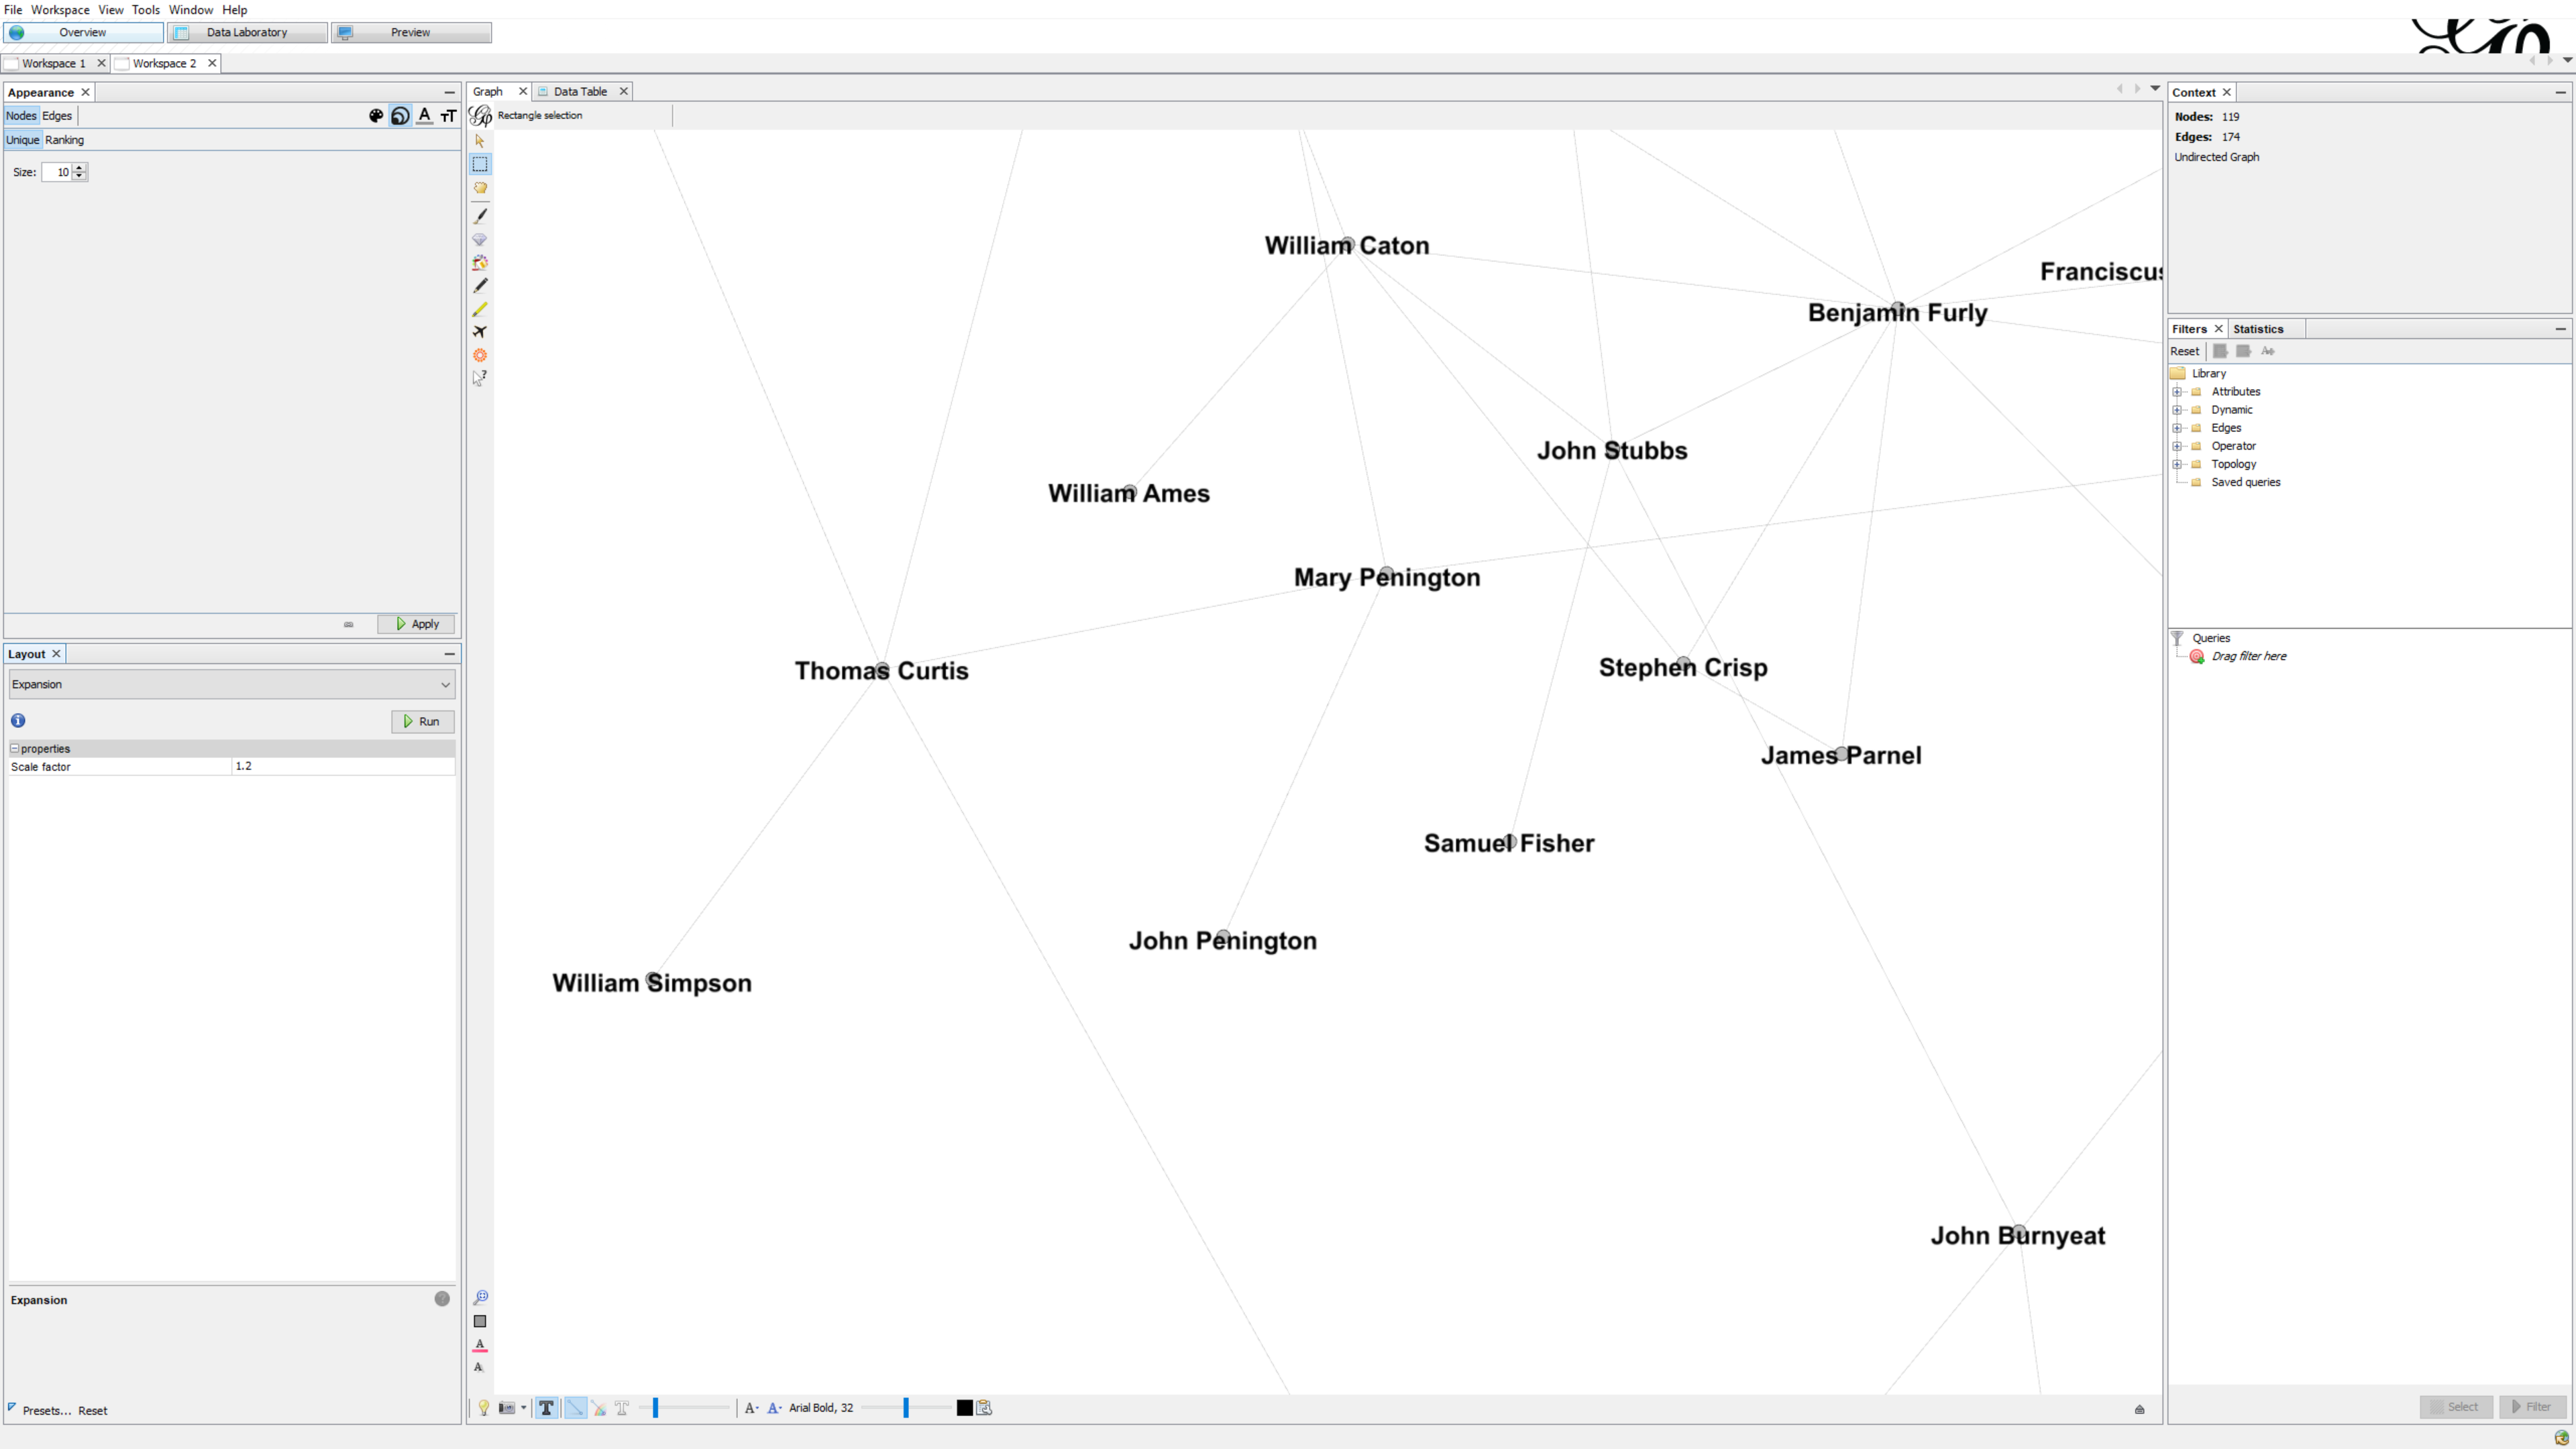 File Workspace View Tools Window Help
Overview Data Laboratory Preview
Workspace 1 Workspace 2
Appearance
Nodes Edges
Unique Ranking
Size: 10
Apply
Layout
Expansion
Run
properties
Scale factor 1.2
Expansion
Presets... Reset
Graph Data Table
Rectangle selection
William Caton
Franciscus
Benjamin Furly
John Stubbs
William Ames
Mary Penington
Thomas Curtis
Stephen Crisp
James Parnel
Samuel Fisher
John Penington
William Simpson
John Burnyeat
Arial Bold, 32
Context
Nodes: 119
Edges: 174
Undirected Graph
Filters Statistics
Reset
Library
Attributes
Dynamic
Edges
Operator
Topology
Saved queries
Queries
Drag filter here
Select Filter